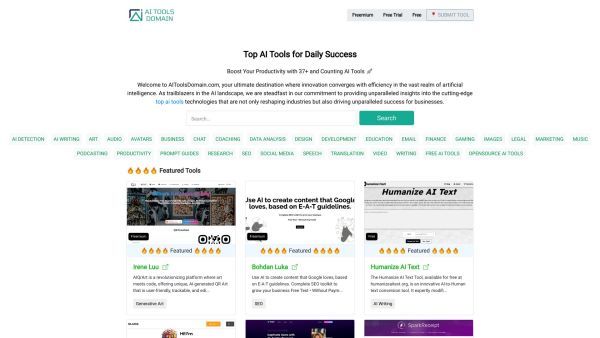 AI TOOLS
DOMAIN
Freemium Free Trial Free 📍 SUBMIT TOOL
Top AI Tools for Daily Success
Boost Your Productivity with 37+ and Counting AI Tools 🚀
Welcome to AIToolsDomain.com, your ultimate destination where innovation converges with efficiency in the vast realm of artificial
intelligence. As trailblazers in the AI landscape, we are steadfast in our commitment to providing unparalleled insights into the cutting-edge
top ai tools technologies that are not only reshaping industries but also driving unparalleled success for businesses.
Search... Search
AI DETECTION AI WRITING ART AUDIO AVATARS BUSINESS CHAT COACHING DATA ANALYSIS DESIGN DEVELOPMENT EDUCATION EMAIL FINANCE GAMING IMAGES LEGAL MARKETING MUSIC
PODCASTING PRODUCTIVITY PROMPT GUIDES RESEARCH SEO SOCIAL MEDIA SPEECH TRANSLATION VIDEO WRITING FREE AI TOOLS OPENSOURCE AI TOOLS
🔥🔥🔥🔥 Featured Tools
Use AI to create content that Google
loves, based on E-A-T guidelines.
Humanize AI Text
Freemium Freemium Free
🔥🔥🔥🔥 Featured 🔥🔥🔥🔥 🔥🔥🔥🔥 Featured 🔥🔥🔥🔥 🔥🔥🔥🔥 Featured 🔥🔥🔥🔥
Irene Luu Bohdan Luka Humanize AI Text
AIQrArt is a revolutionizing platform where art
meets code, offering unique, AI-generated QR Art
that is user-friendly, trackable, and edit...
Generative Art
Use AI to create content that Google loves, based
on E-A-T guidelines. Complete SEO toolkit to
grow your business Free Test – Without Paym...
SEO
The Humanize AI Text Tool, available for free at
humanizeaitext.org, is an innovative AI-to-Human
text conversion tool. It expertly modifi...
AI Writing
SparkReceipt